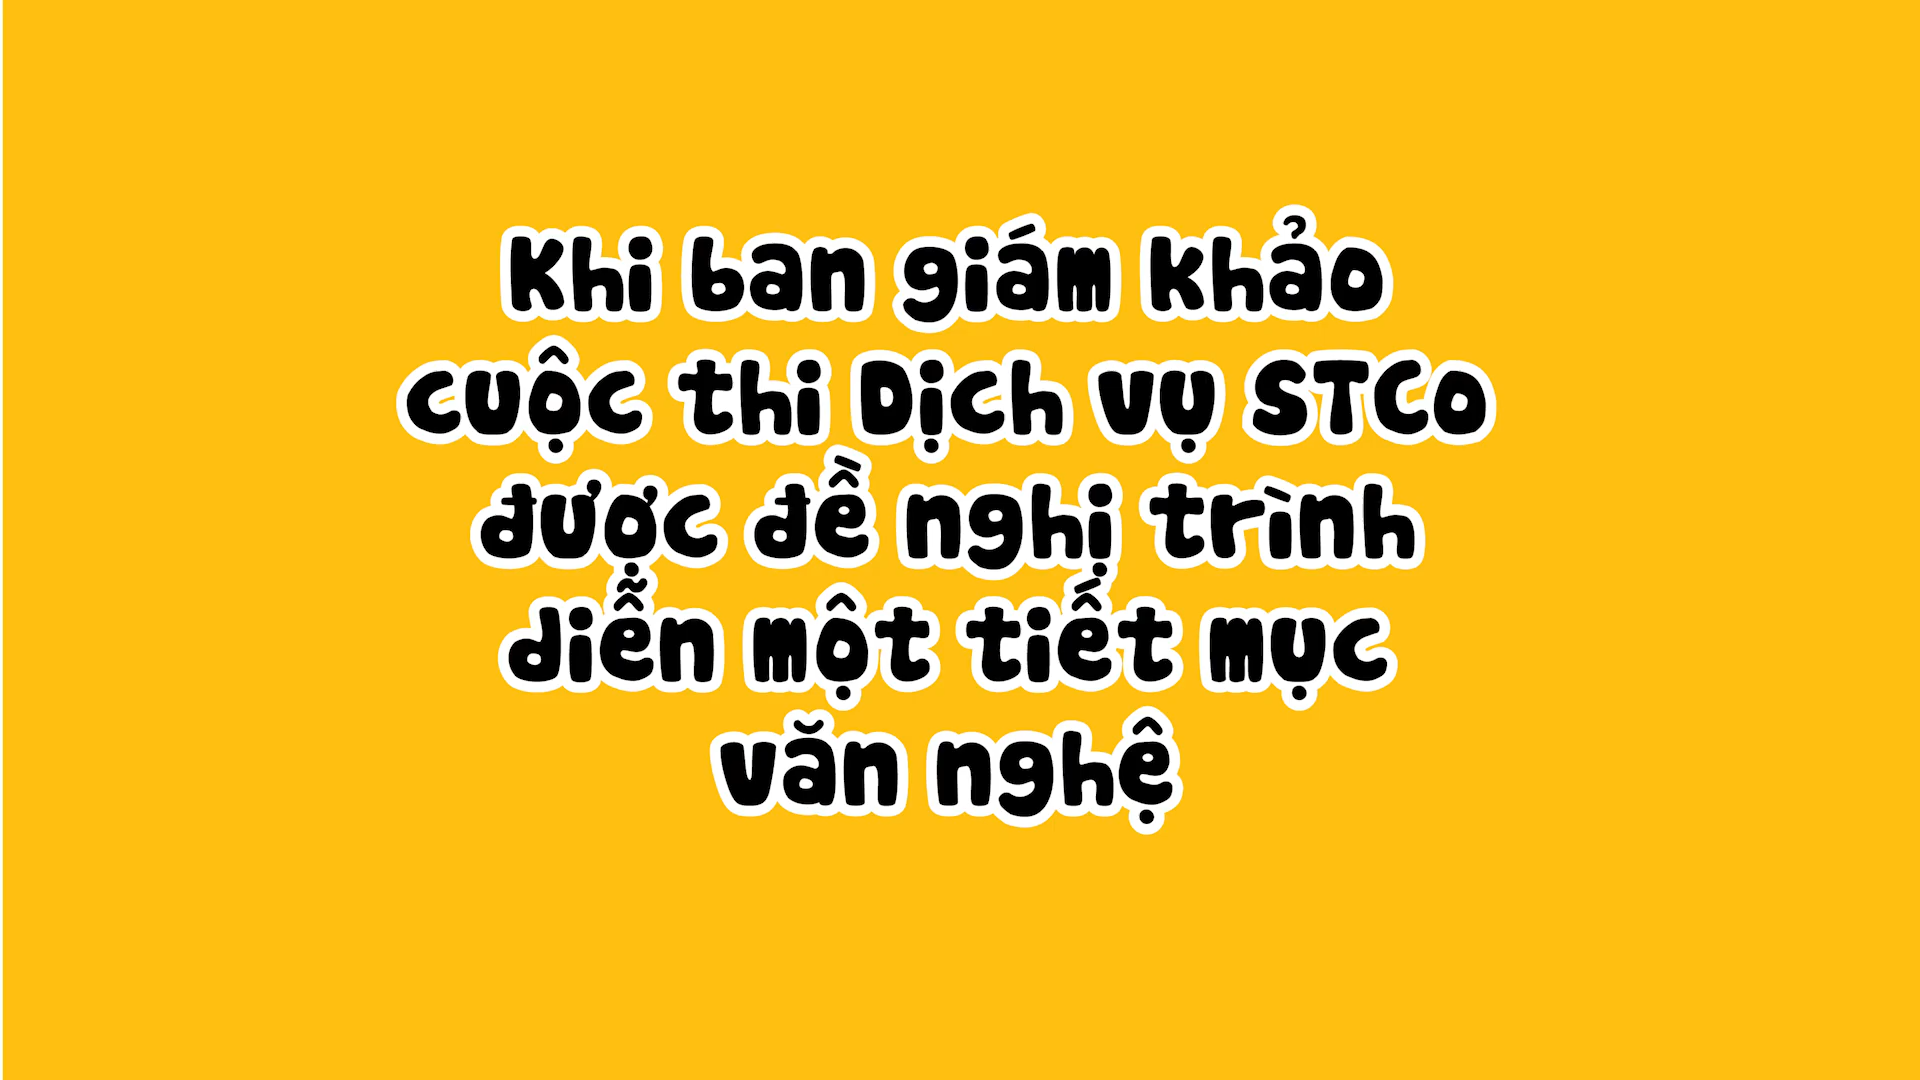 Khi ban giám khảo
cuộc thi Dịch vụ STCo
được đề nghị trình
diễn một tiết mục
văn nghệ